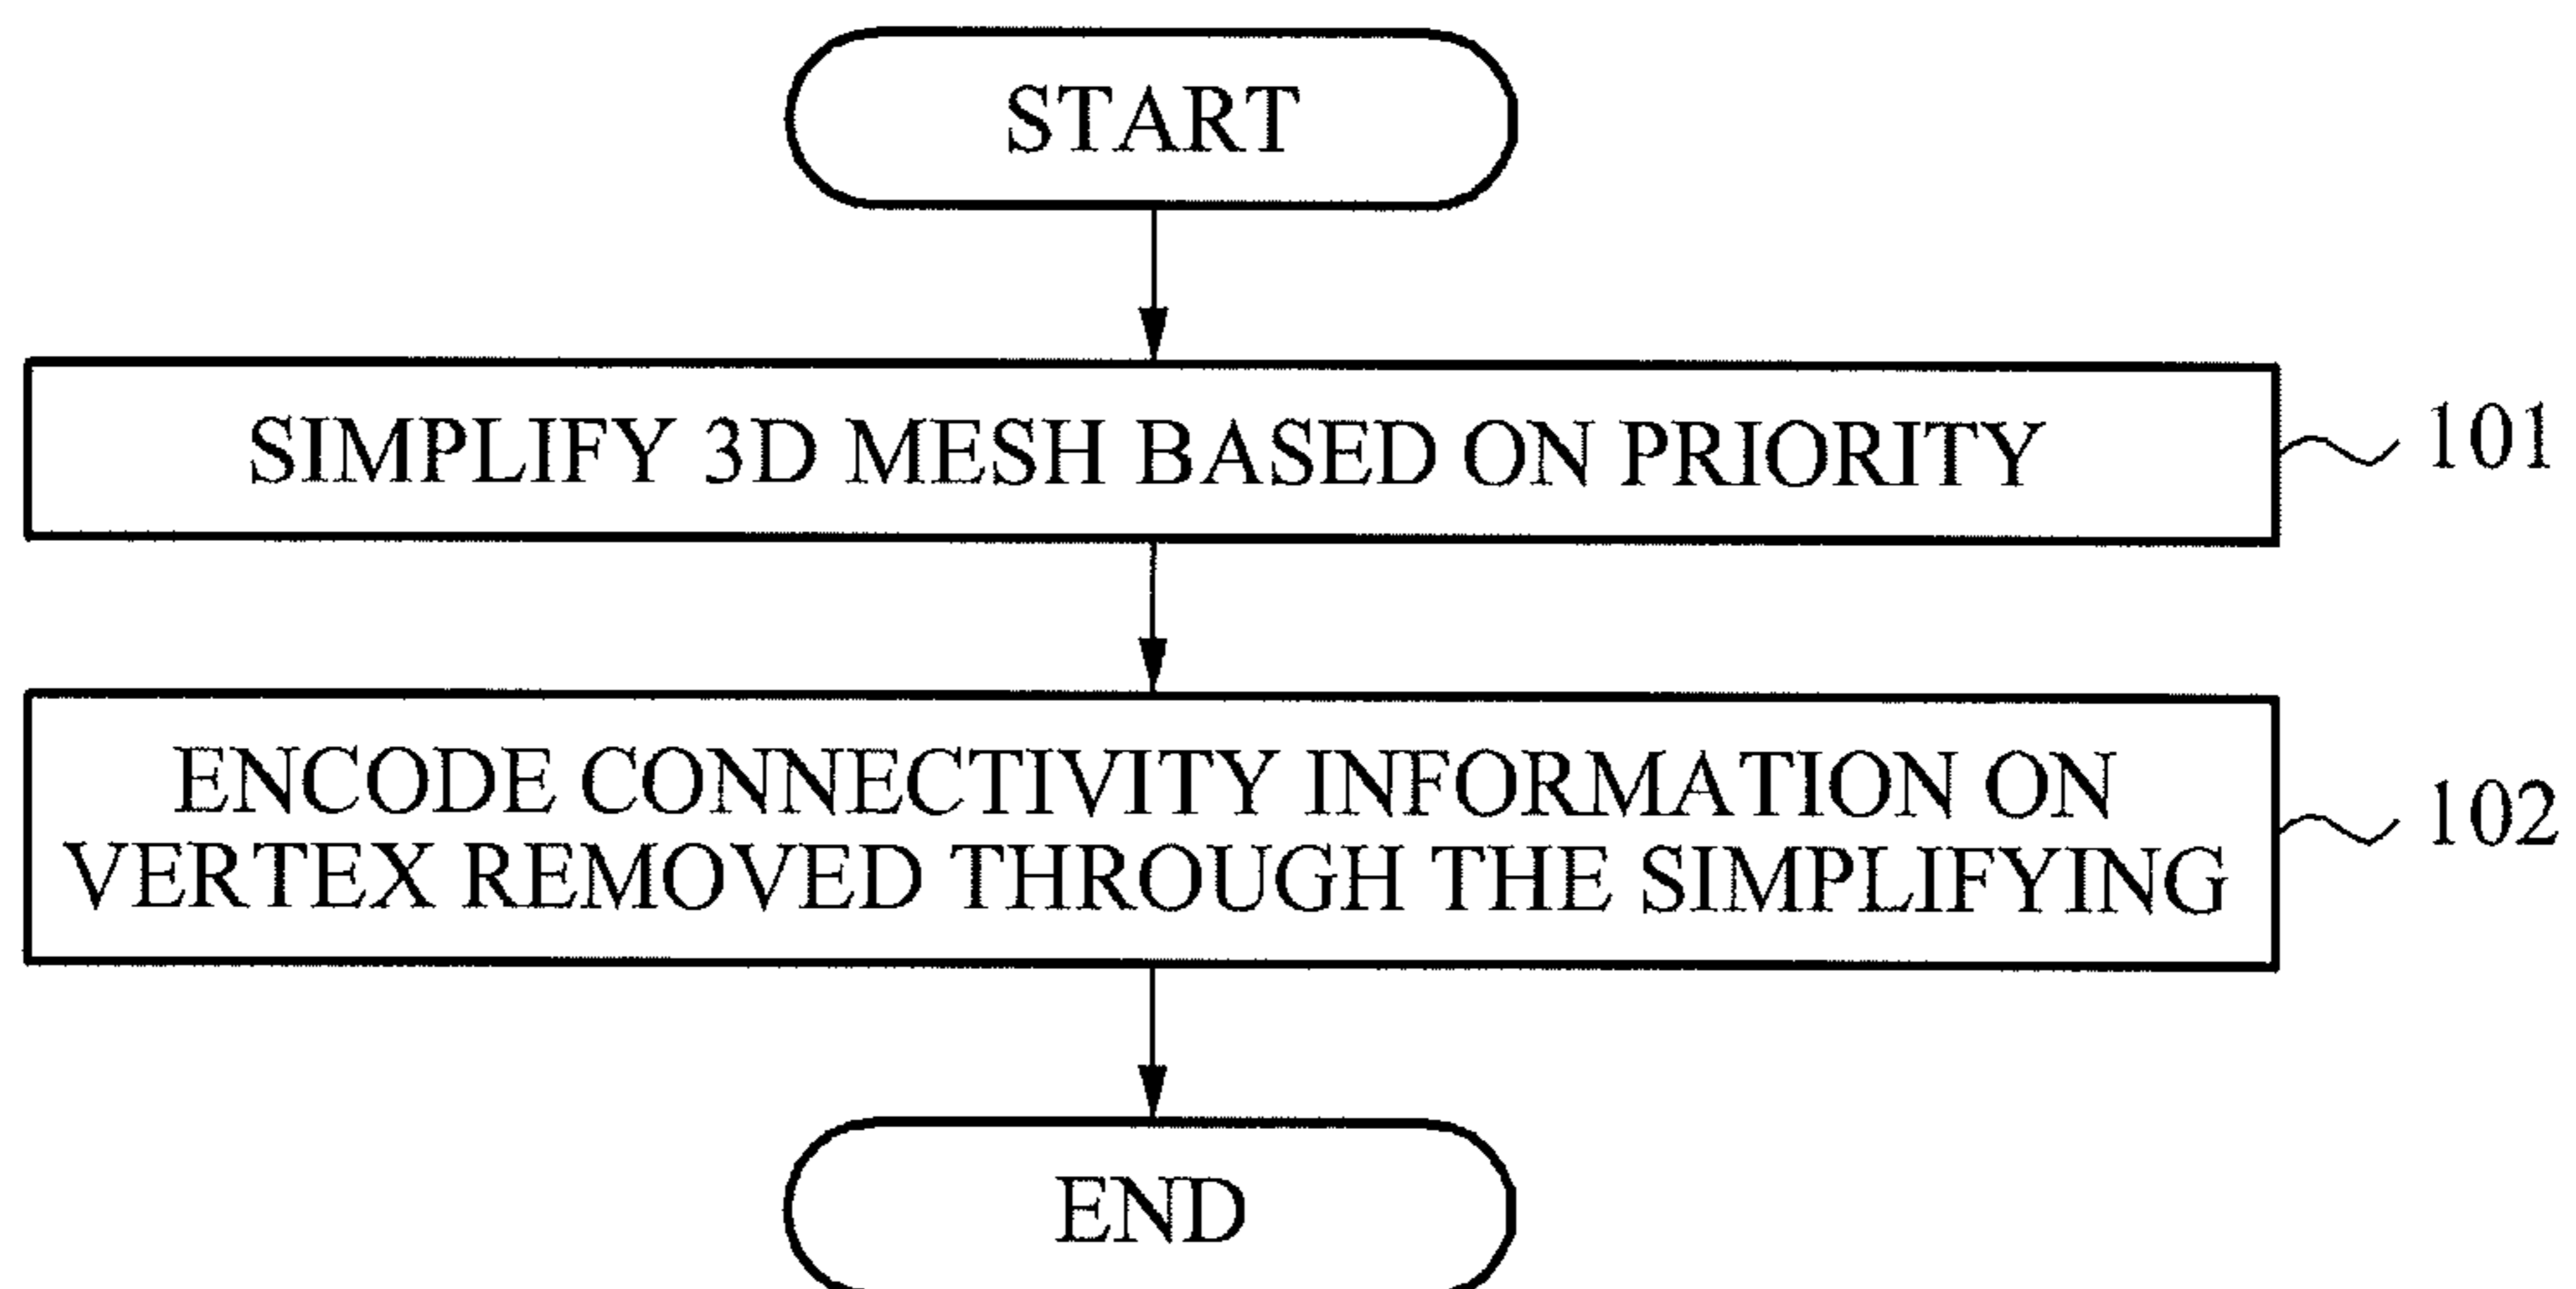 START
SIMPLIFY 3D MESH BASED ON PRIORITY
101
ENCODE CONNECTIVITY INFORMATION ON
VERTEX REMOVED THROUGH THE SIMPLIFYING
102
END